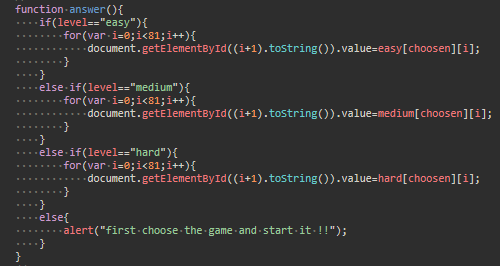 function answer(){
    if(level=="easy"){
        for(var i=0;i<81;i++){
            document.getElementById((i+1).toString()).value=easy[choosen][i];
        }
    }
    else if(level=="medium"){
        for(var i=0;i<81;i++){
            document.getElementById((i+1).toString()).value=medium[choosen][i];
        }
    }
    else if(level=="hard"){
        for(var i=0;i<81;i++){
            document.getElementById((i+1).toString()).value=hard[choosen][i];
        }
    }
    else{
        alert("first choose the game and start it !!");
    }
}